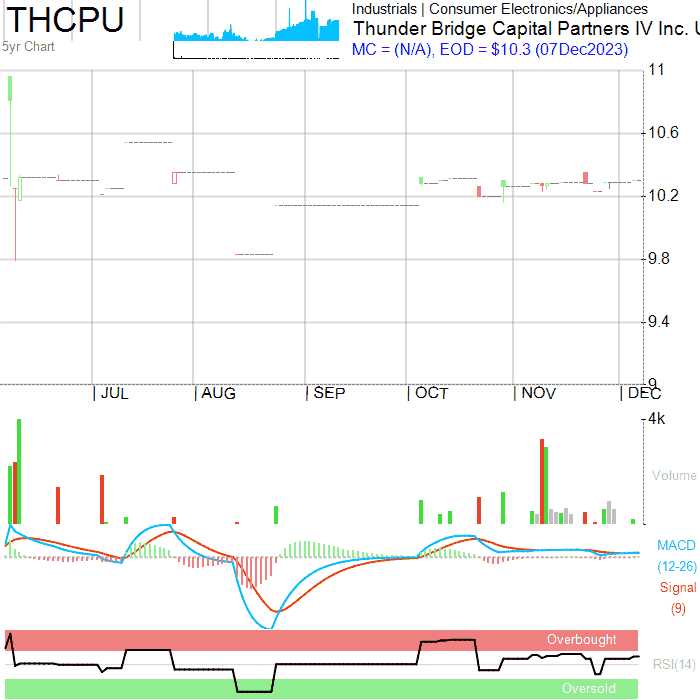 THCPU
Industrials | Consumer Electronics/Appliances
Thunder Bridge Capital Partners IV Inc. U
5yr Chart
MC = (N/A), EOD = $10.3 (07Dec2023)
11
10.6
10.2
9.8
9.4
9
JUL AUG SEP OCT NOV DEC
4k
Volume
MACD
(12-26)
Signal
(9)
Overbought
RSI(14)
Oversold